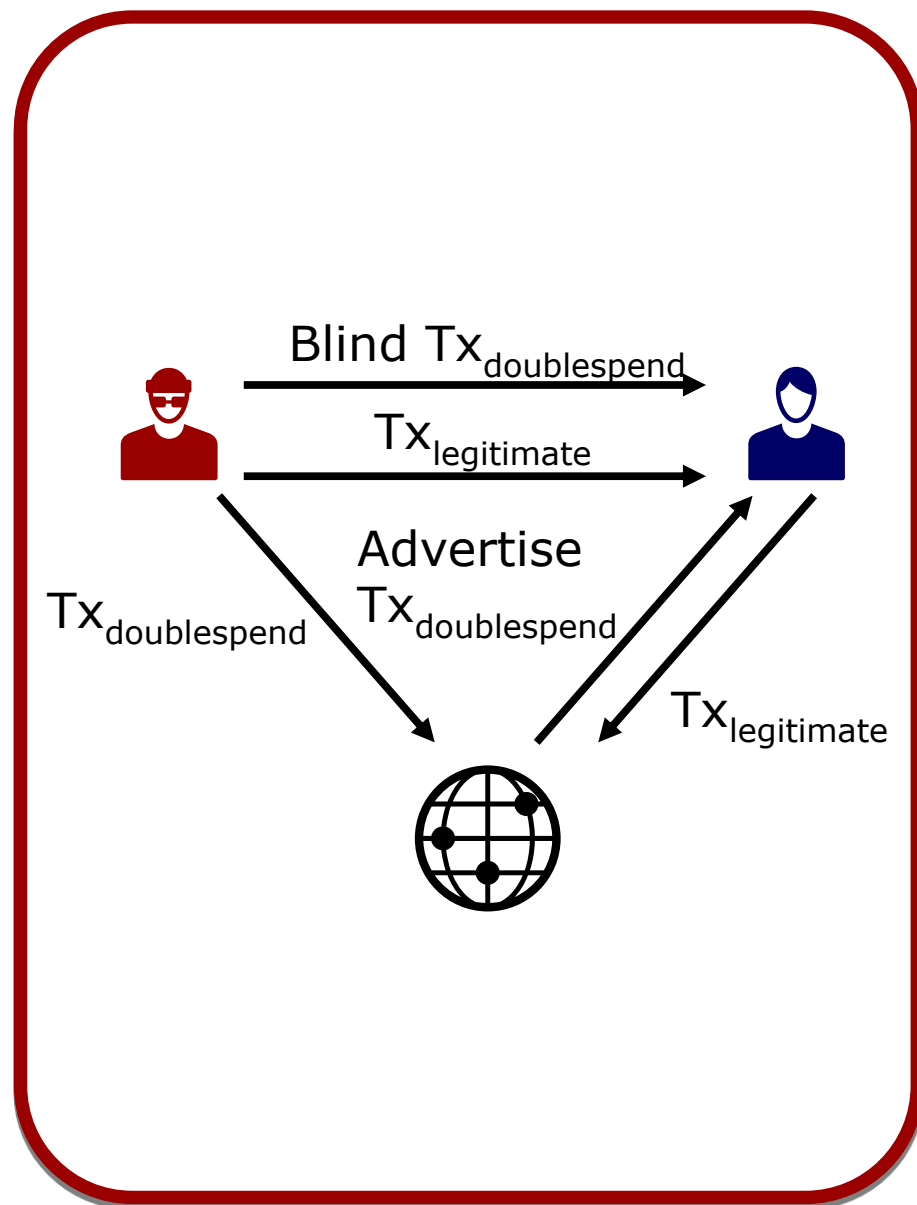 Blind Tx_doublespend
Tx_legitimate
Advertise
Tx_doublespend
Tx_doublespend
Tx_legitimate